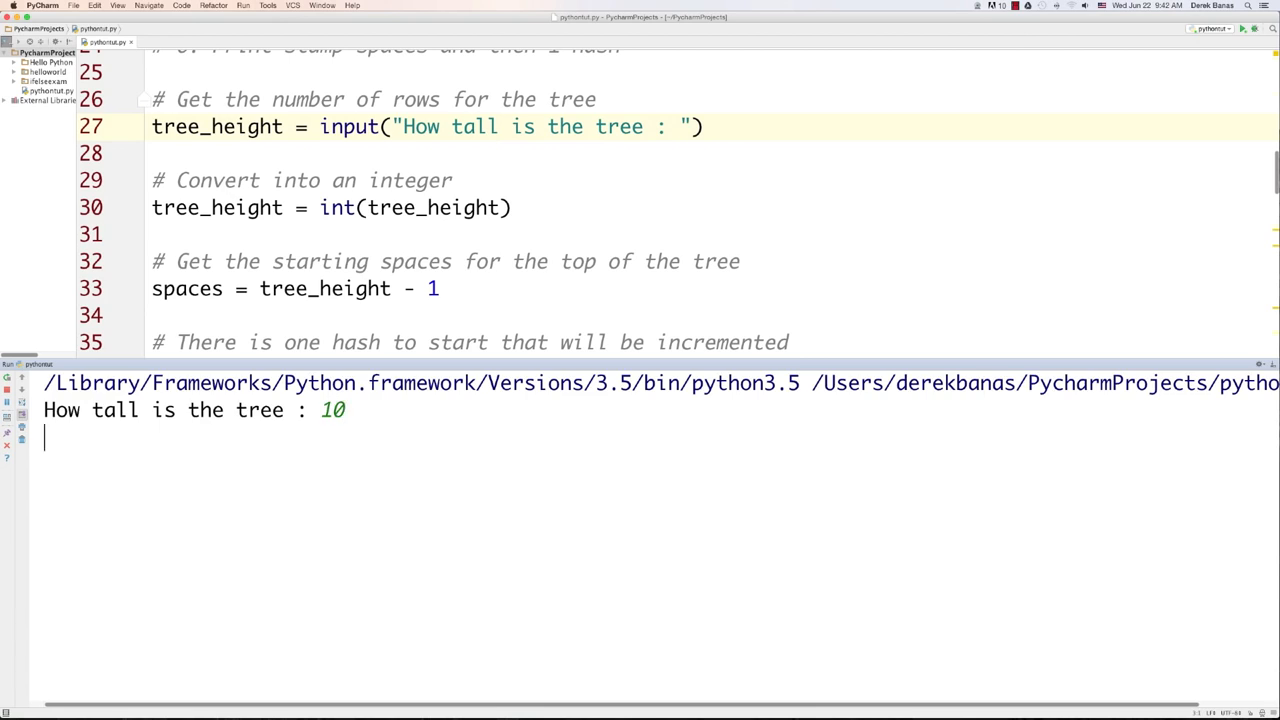 PyCharm File Edit View Navigate Code Refactor Run Tools VCS Window Help 10 Wed Jun 22 9:42 AM Derek Banas
pythontut.py - PycharmProjects - [~/PycharmProjects]
PycharmProjects pythontut.py pythontut
pythontut.py
PycharmProject
Hello Python
helloworld
ifelseexam
pythontut.py
External Librarie
25
26 # Get the number of rows for the tree
27 tree_height = input("How tall is the tree : ")
28
29 # Convert into an integer
30 tree_height = int(tree_height)
31
32 # Get the starting spaces for the top of the tree
33 spaces = tree_height - 1
34
35 # There is one hash to start that will be incremented
Run pythontut
/Library/Frameworks/Python.framework/Versions/3.5/bin/python3.5 /Users/derekbanas/PycharmProjects/pytho
How tall is the tree : 10
UTF-8